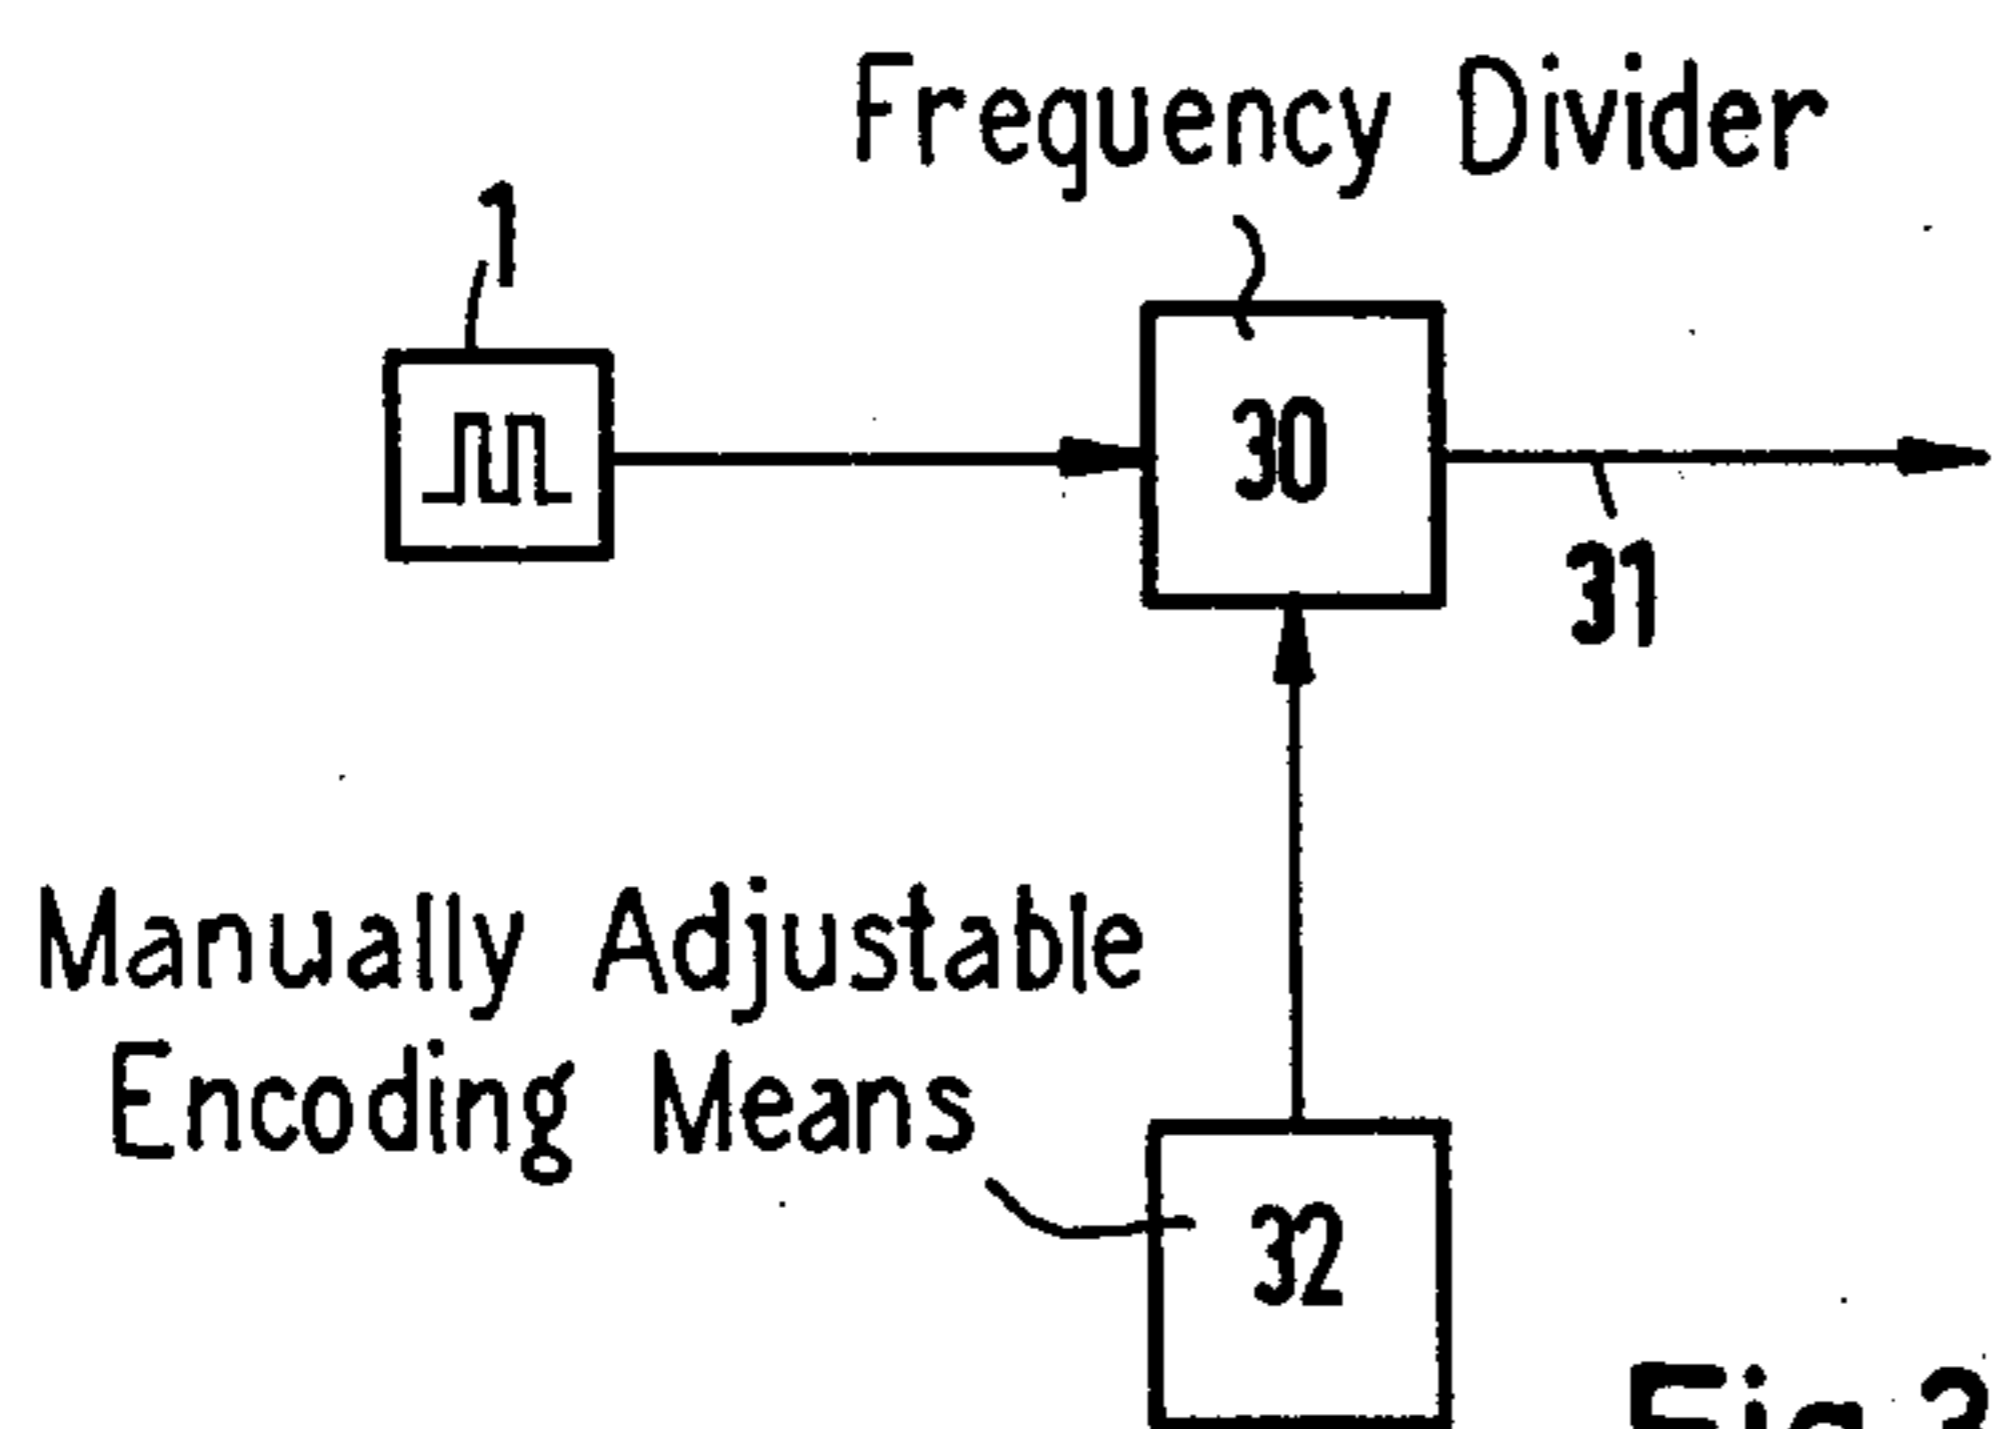 Frequency Divider
1
30
31
Manually Adjustable
Encoding Means
32